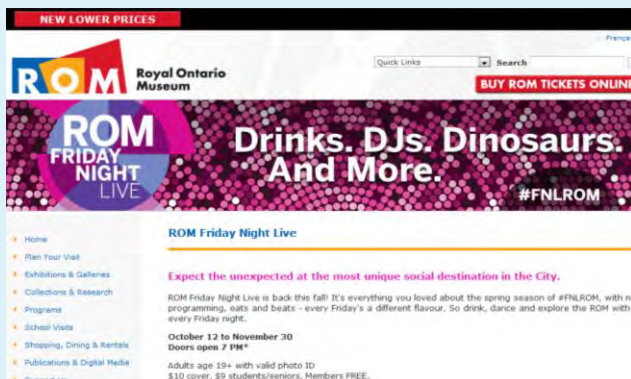 NEW LOWER PRICES
França
ROM
Royal Ontario
Museum
Quick Links
Search
BUY ROM TICKETS ONLINE
ROM
FRIDAY
NIGHT
LIVE
Drinks. DJs. Dinosaurs.
And More.
#FNLROM
Home
Plan Your Visit
Exhibitions & Galleries
Collections & Research
Programs
School Visits
Shopping, Dining & Rentals
Publications & Digital Media
ROM Friday Night Live
Expect the unexpected at the most unique social destination in the City.
ROM Friday Night Live is back this fall! It's everything you loved about the spring season of #FNLROM, with n
programming, eats and beats - every Friday's a different flavour. So drink, dance and explore the ROM with
every Friday night.
October 12 to November 30
Doors open 7 PM*
Adults age 19+ with valid photo ID
$10 cover. $9 students/seniors. Members FREE.